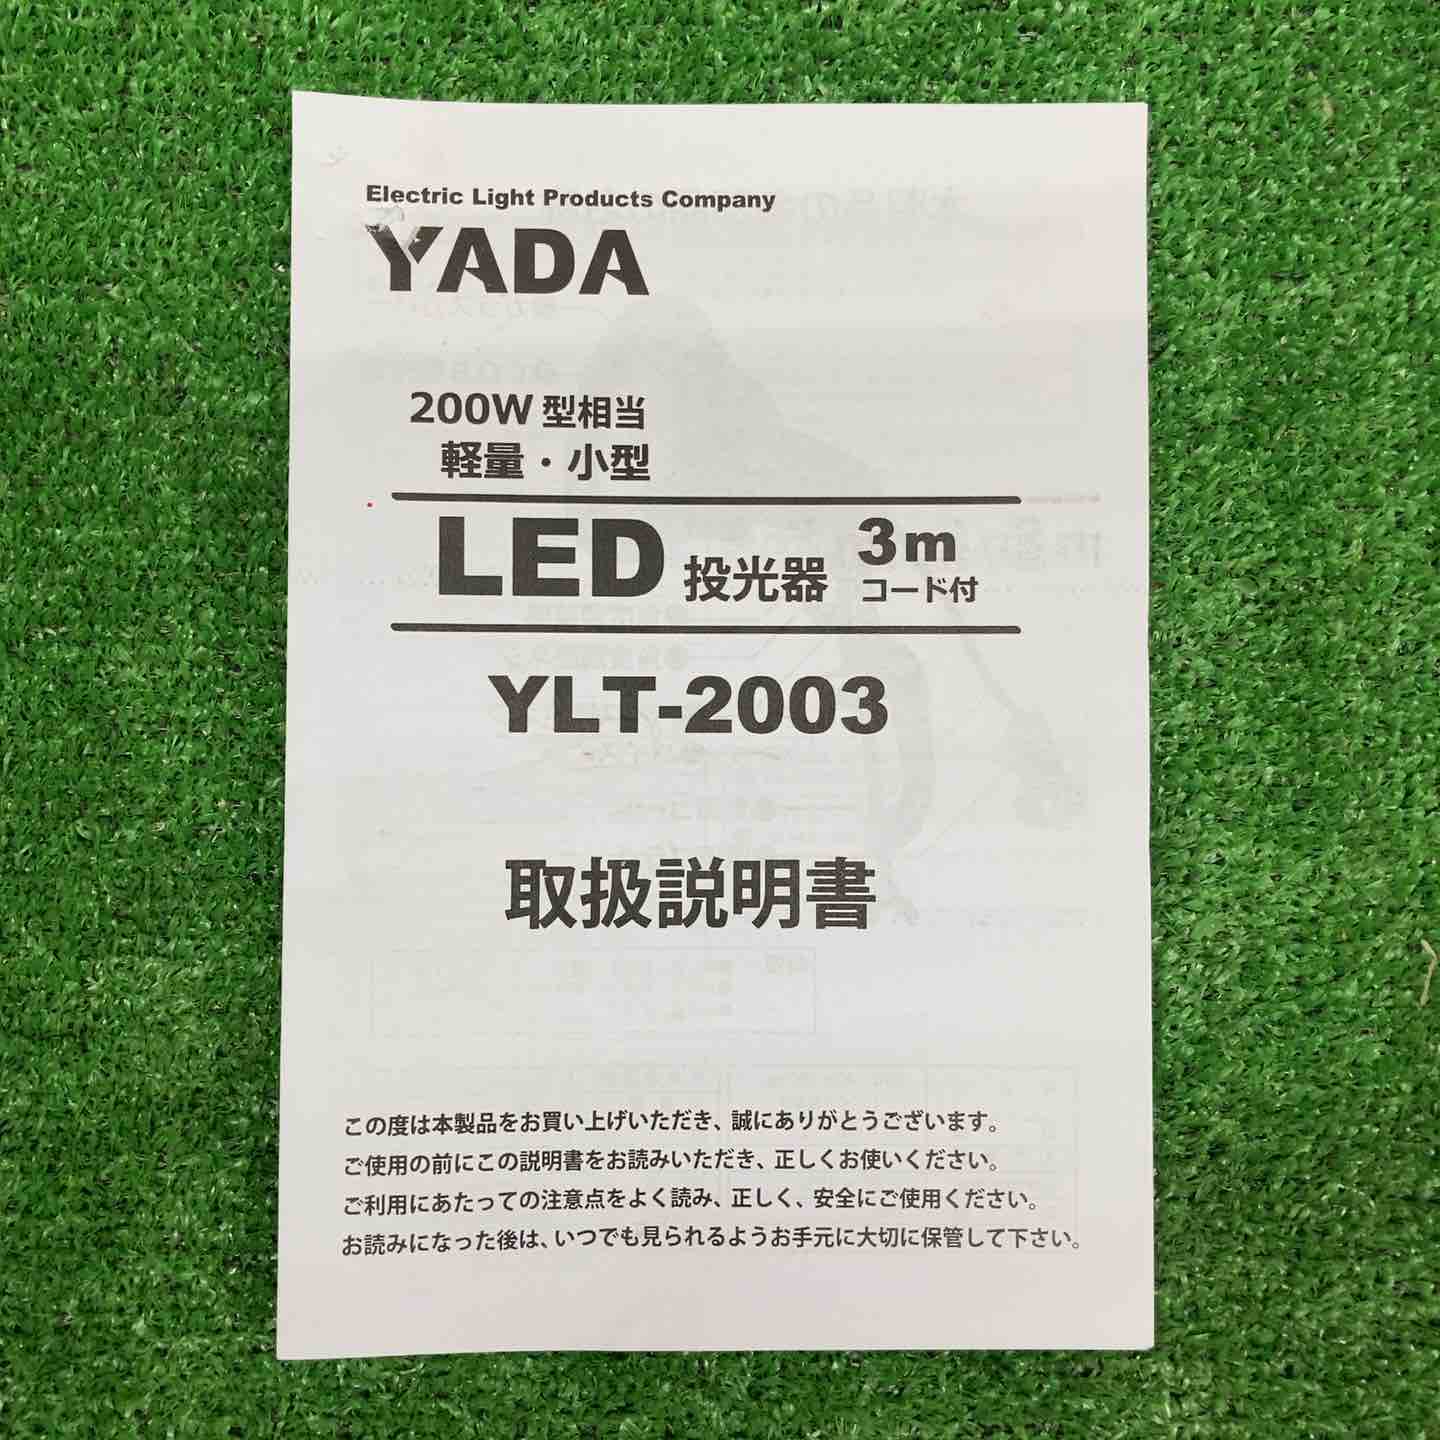 Electric Light Products Company
YADA
200W 型相当
軽量・小型
LED 投光器 3m コード付
YLT-2003
取扱説明書
この度は本製品をお買い上げいただき、誠にありがとうございます。
ご使用の前にこの説明書をお読みいただき、正しくお使いください。
ご利用にあたっての注意点をよく読み、正しく、安全にご使用ください。
お読みになった後は、いつでも見られるようお手元に大切に保管して下さい。